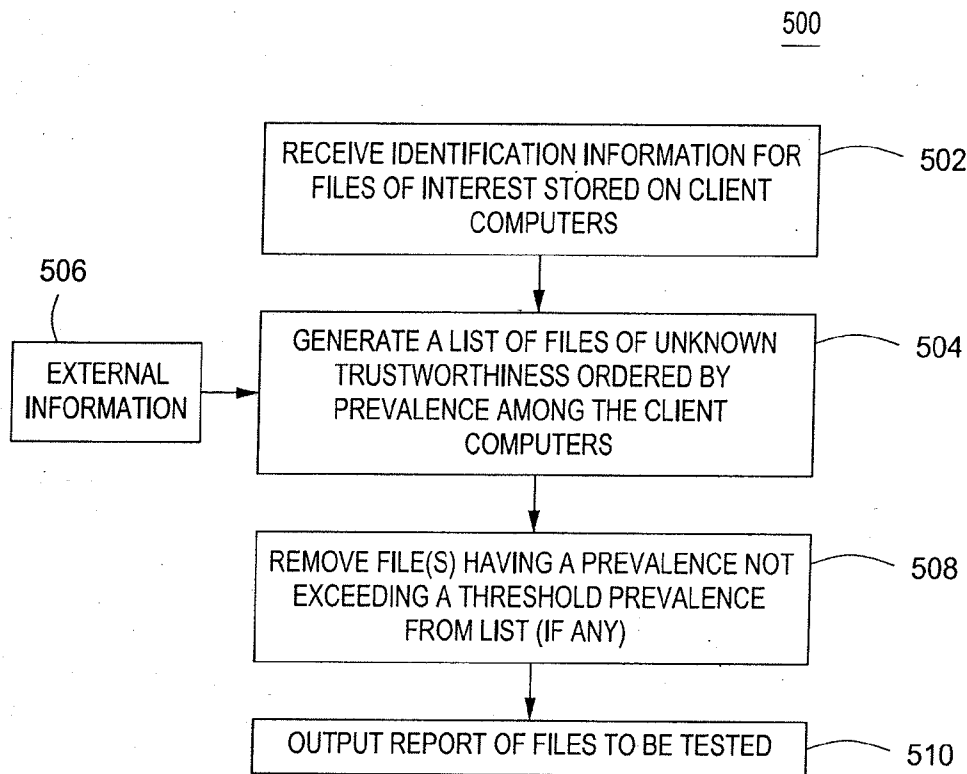 500
RECEIVE IDENTIFICATION INFORMATION FOR
FILES OF INTEREST STORED ON CLIENT
COMPUTERS
502
506
EXTERNAL
INFORMATION
GENERATE A LIST OF FILES OF UNKNOWN
TRUSTWORTHINESS ORDERED BY
PREVALENCE AMONG THE CLIENT
COMPUTERS
504
REMOVE FILE(S) HAVING A PREVALENCE NOT
EXCEEDING A THRESHOLD PREVALENCE
FROM LIST (IF ANY)
508
OUTPUT REPORT OF FILES TO BE TESTED
510